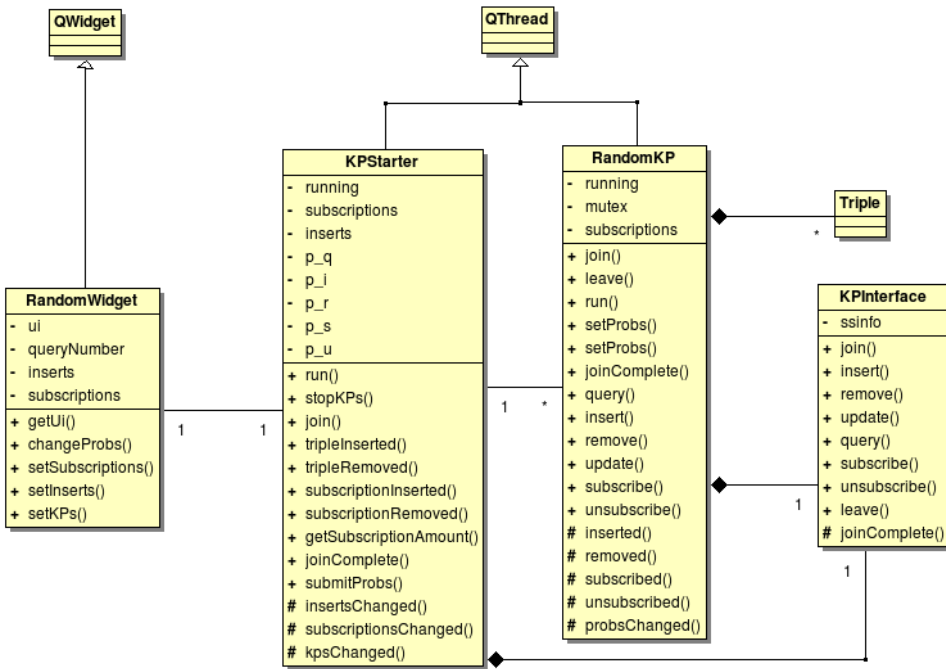 QWidget
QThread
KPStarter
- running
- subscriptions
- inserts
- p_q
- p_i
- p_r
- p_s
- p_u
+ run()
+ stopKPs()
+ join()
+ tripleInserted()
+ tripleRemoved()
+ subscriptionInserted()
+ subscriptionRemoved()
+ getSubscriptionAmount()
+ joinComplete()
+ submitProbs()
# insertsChanged()
# subscriptionsChanged()
# kpsChanged()
RandomKP
- running
- mutex
- subscriptions
+ join()
+ leave()
+ run()
+ setProbs()
+ setProbs()
+ joinComplete()
+ query()
+ insert()
+ remove()
+ update()
+ subscribe()
+ unsubscribe()
# inserted()
# removed()
# subscribed()
# unsubscribed()
# probsChanged()
Triple
*
RandomWidget
- ui
- queryNumber
- inserts
- subscriptions
+ getUi()
+ changeProbs()
+ setSubscriptions()
+ setInserts()
+ setKPs()
1 1
1 *
KPInterface
- ssinfo
+ join()
+ insert()
+ remove()
+ update()
+ query()
+ subscribe()
+ unsubscribe()
+ leave()
# joinComplete()
1
1